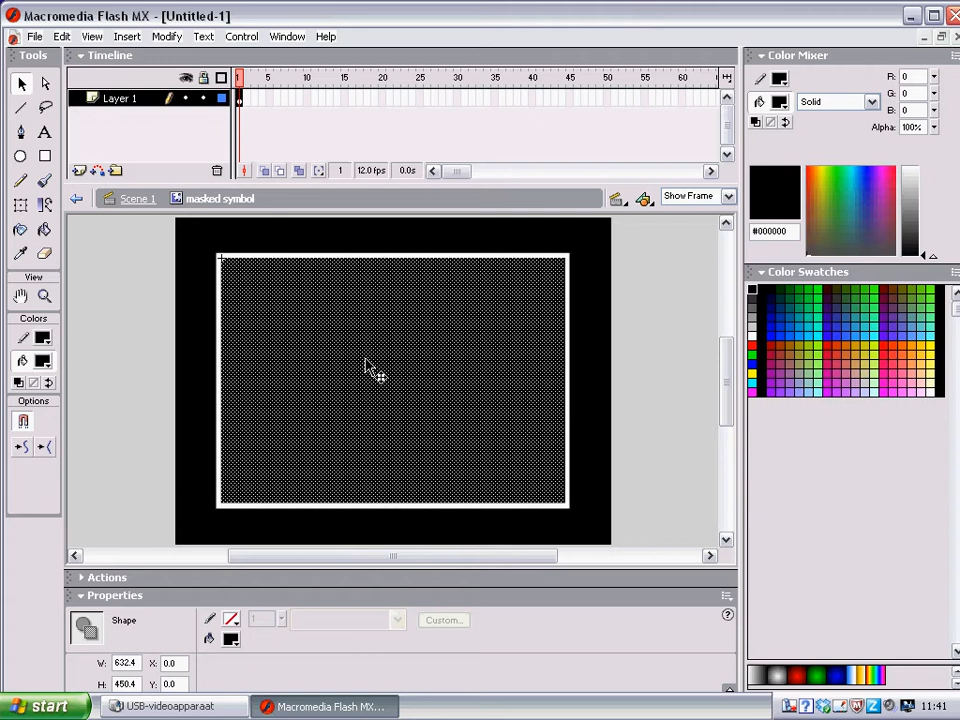 Macromedia Flash MX - [Untitled-1]
File Edit View Insert Modify Text Control Window Help
Tools
Timeline
Color Mixer
1 5 10 15 20 25 30 35 40 45 50 55 60
Layer 1
R: 0
Solid
G: 0
B: 0
Alpha: 100%
1 12.0 fps 0.0s
Scene 1 masked symbol
Show Frame
#000000
Color Swatches
View
Colors
Options
Actions
Properties
Shape
1
Custom...
W: 632.4 X: 0.0
H: 450.4 Y: 0.0
start
USB-videoapparaat
Macromedia Flash MX...
11:41